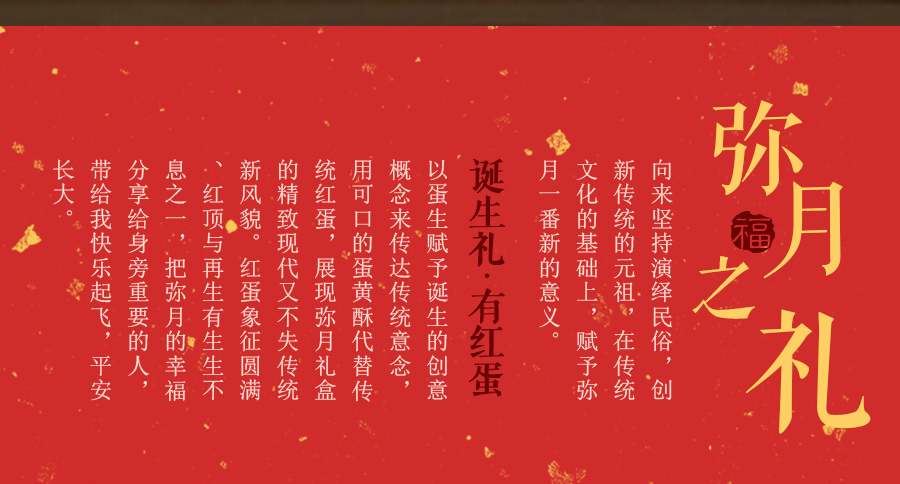 弥月之礼
福
向来坚持演绎民俗，创
新传统的元祖，在传统
文化的基础上，赋予弥
月一番新的意义。
诞生礼·有红蛋
以蛋生赋予诞生的创意
概念来传达传统意念，
用可口的蛋黄酥代替传
统红蛋，展现弥月礼盒
的精致现代又不失传统
新风貌。红蛋象征圆满
、红顶与再生有生生不
息之一，把弥月的幸福
分享给身旁重要的人，
带给我快乐起飞，平安
长大。